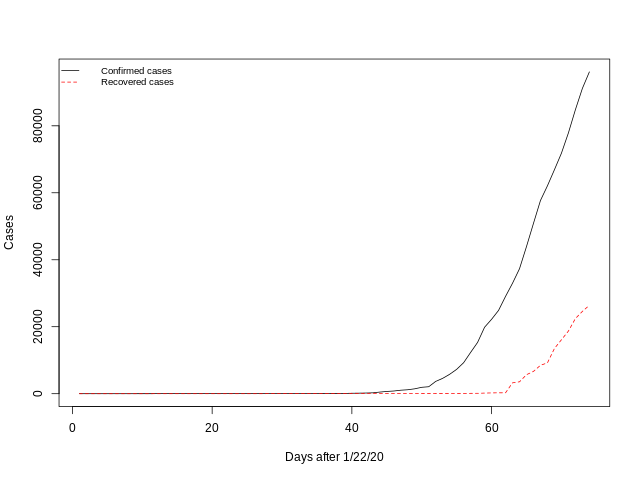 Confirmed cases
Recovered cases
80000
60000
40000
20000
0
Cases
0 20 40 60
Days after 1/22/20